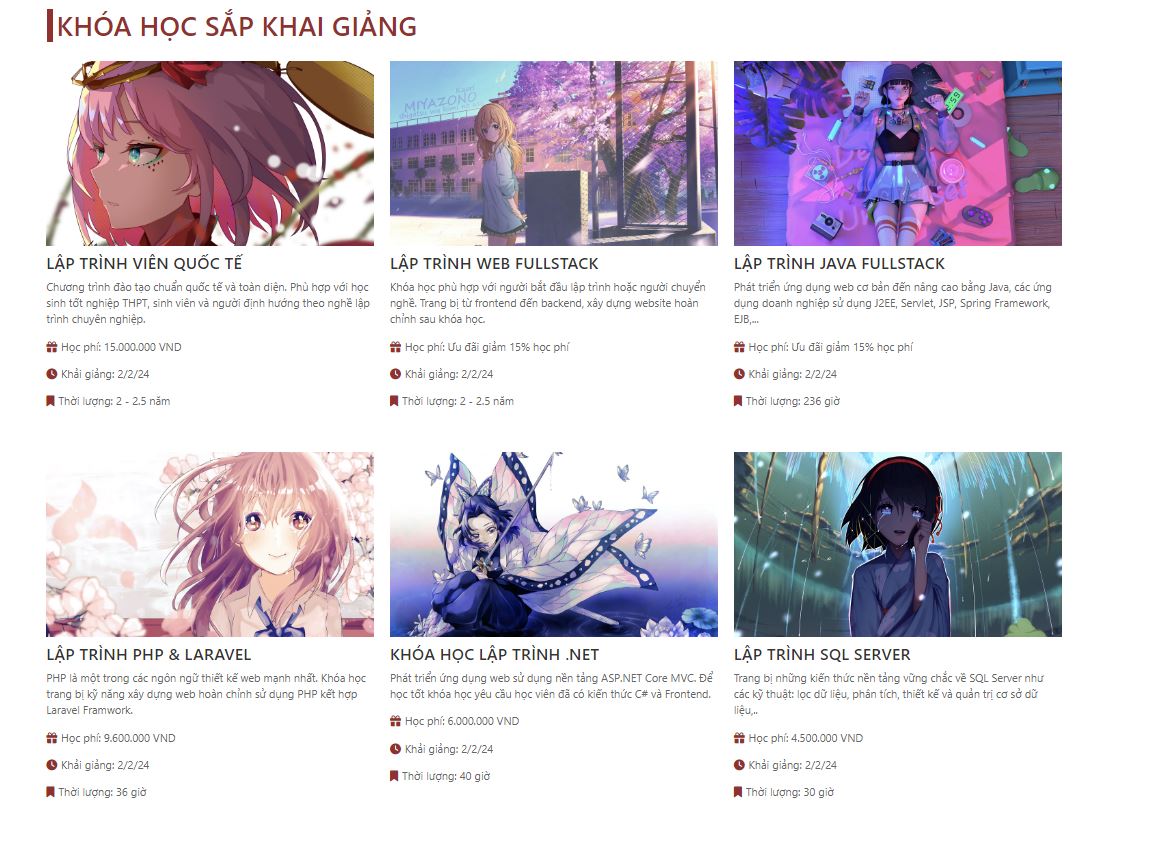 KHÓA HỌC SẮP KHAI GIẢNG
MIYAZONO
LẬP TRÌNH VIÊN QUỐC TẾ
Chương trình đào tạo chuẩn quốc tế và toàn diện. Phù hợp với học
sinh tốt nghiệp THPT, sinh viên và người định hướng theo nghề lập
trình chuyên nghiệp.
Học phí: 15.000.000 VND
Khải giảng: 2/2/24
Thời lượng: 2 - 2.5 năm
LẬP TRÌNH WEB FULLSTACK
Khóa học phù hợp với người bắt đầu lập trình hoặc người chuyển
nghề. Trang bị từ frontend đến backend, xây dựng website hoàn
chỉnh sau khóa học.
Học phí: Ưu đãi giảm 15% học phí
Khải giảng: 2/2/24
Thời lượng: 2 - 2.5 năm
LẬP TRÌNH JAVA FULLSTACK
Phát triển ứng dụng web cơ bản đến nâng cao bằng Java, các ứng
dụng doanh nghiệp sử dụng J2EE, Servlet, JSP, Spring Framework,
EJB,...
Học phí: Ưu đãi giảm 15% học phí
Khải giảng: 2/2/24
Thời lượng: 236 giờ
LẬP TRÌNH PHP & LARAVEL
PHP là một trong các ngôn ngữ thiết kế web mạnh nhất. Khóa học
trang bị kỹ năng xây dựng web hoàn chỉnh sử dụng PHP kết hợp
Laravel Framwork.
Học phí: 9.600.000 VND
Khải giảng: 2/2/24
Thời lượng: 36 giờ
KHÓA HỌC LẬP TRÌNH .NET
Phát triển ứng dụng web sử dụng nền tảng ASP.NET Core MVC. Để
học tốt khóa học yêu cầu học viên đã có kiến thức C# và Frontend.
Học phí: 6.000.000 VND
Khải giảng: 2/2/24
Thời lượng: 40 giờ
LẬP TRÌNH SQL SERVER
Trang bị những kiến thức nền tảng vững chắc về SQL Server như
các kỹ thuật: lọc dữ liệu, phân tích, thiết kế và quản trị cơ sở dữ
liệu,..
Học phí: 4.500.000 VND
Khải giảng: 2/2/24
Thời lượng: 30 giờ